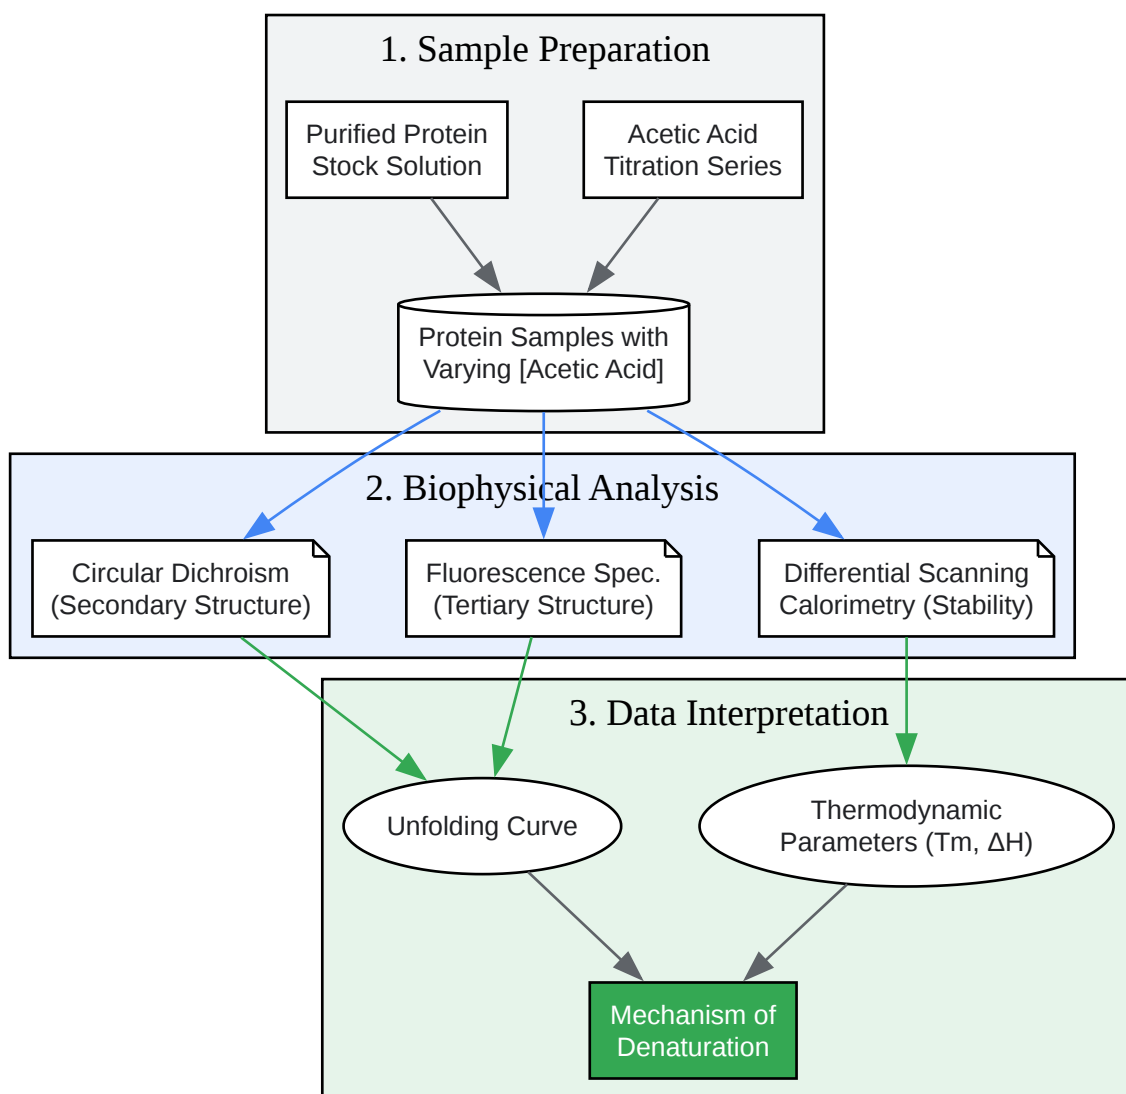 1. Sample Preparation
Purified Protein
Stock Solution
Acetic Acid
Titration Series
Protein Samples with
Varying [Acetic Acid]
2. Biophysical Analysis
Circular Dichroism
(Secondary Structure)
Fluorescence Spec.
(Tertiary Structure)
Differential Scanning
Calorimetry (Stability)
3. Data Interpretation
Unfolding Curve
Thermodynamic
Parameters (Tm, ΔH)
Mechanism of
Denaturation